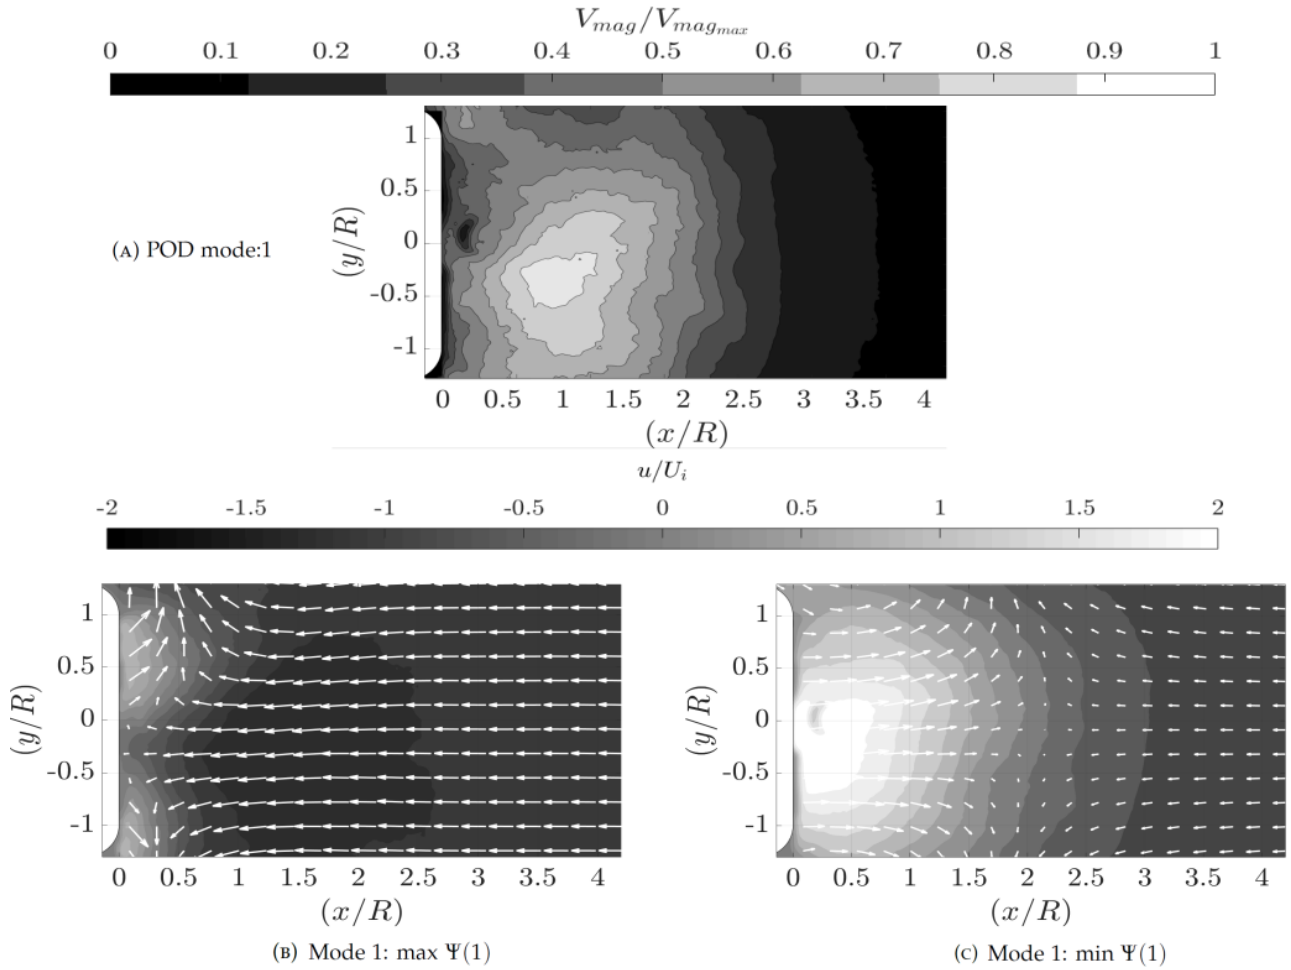 V_mag/V_mag_max
0 0.1 0.2 0.3 0.4 0.5 0.6 0.7 0.8 0.9 1
1
0.5
0
-0.5
-1
(y/R)
(A) POD mode:1
0 0.5 1 1.5 2 2.5 3 3.5 4
(x/R)
u/U_i
-2 -1.5 -1 -0.5 0 0.5 1 1.5 2
1
0.5
0
-0.5
-1
(y/R)
0 0.5 1 1.5 2 2.5 3 3.5 4
(x/R)
(B) Mode 1: max Ψ(1)
1
0.5
0
-0.5
-1
(y/R)
0 0.5 1 1.5 2 2.5 3 3.5 4
(x/R)
(C) Mode 1: min Ψ(1)